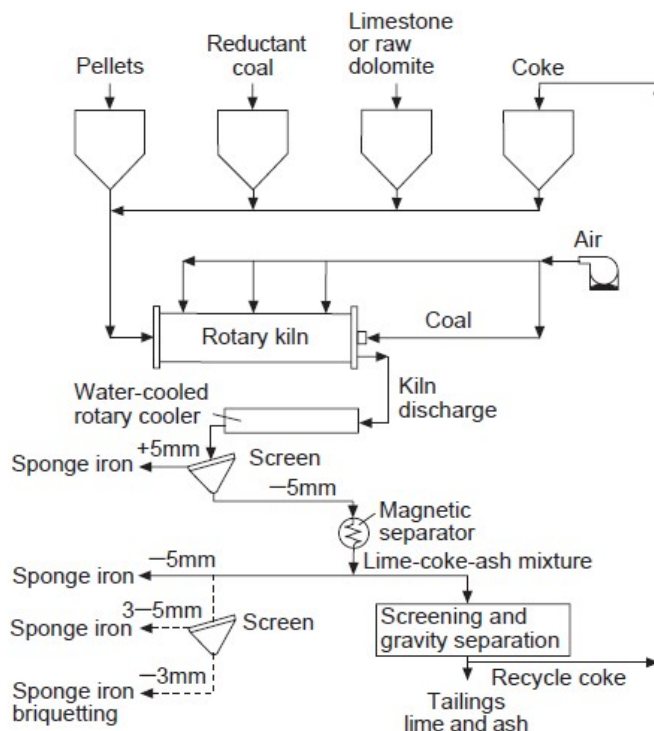 Pellets
Reductant
coal
Limestone
or raw
dolomite
Coke
Air
Rotary kiln
Coal
Water-cooled
rotary cooler
Kiln
discharge
+5mm
Sponge iron
Screen
−5mm
Magnetic
separator
Lime-coke-ash mixture
−5mm
Sponge iron
3−5mm
Sponge iron
Screen
Screening and
gravity separation
−3mm
Sponge iron
briquetting
Recycle coke
Tailings
lime and ash